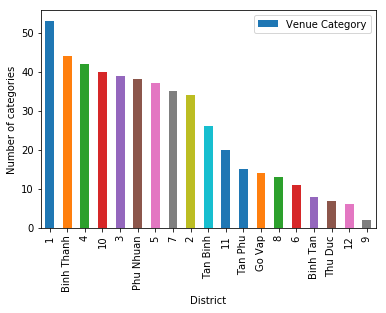 Venue Category
Number of categories
50
40
30
20
10
0
1
Binh Thanh
4
10
3
Phu Nhuan
5
7
2
Tan Binh
11
Tan Phu
Go Vap
8
6
Binh Tan
Thu Duc
12
9
District